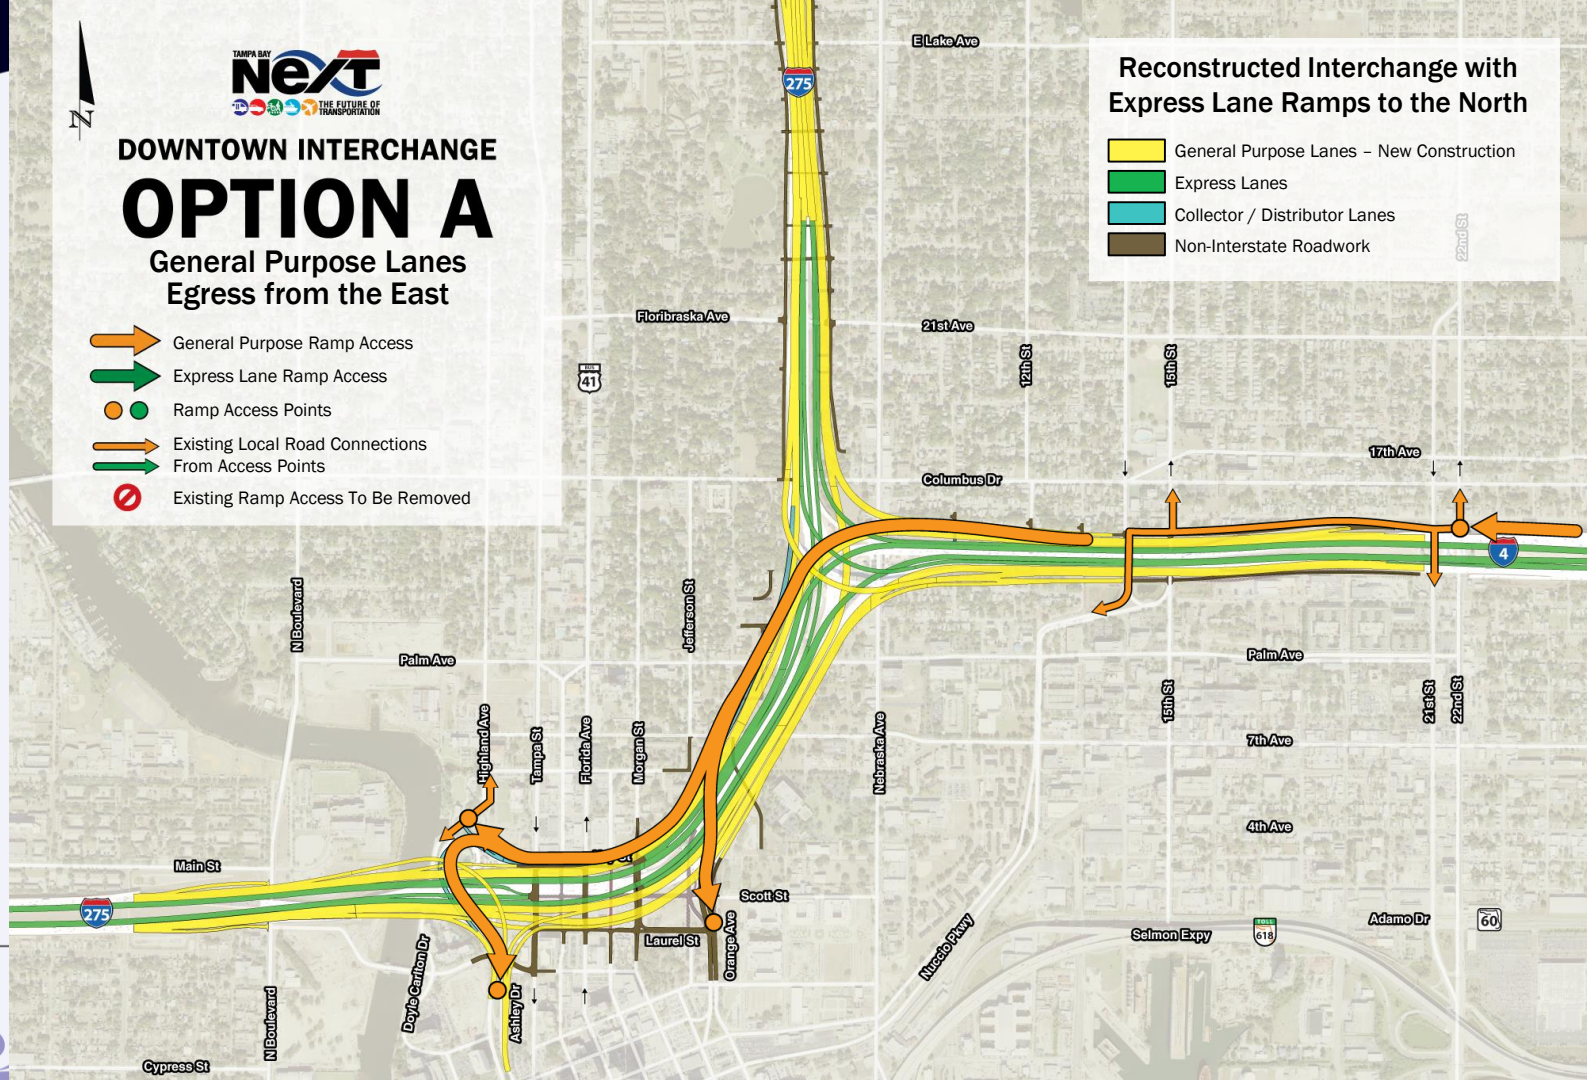 TAMPA BAY
NEXT
THE FUTURE OF
TRANSPORTATION
DOWNTOWN INTERCHANGE
OPTION A
General Purpose Lanes
Egress from the East
General Purpose Ramp Access
Express Lane Ramp Access
Ramp Access Points
Existing Local Road Connections
From Access Points
Existing Ramp Access To Be Removed
N
Reconstructed Interchange with
Express Lane Ramps to the North
General Purpose Lanes – New Construction
Express Lanes
Collector / Distributor Lanes
Non-Interstate Roadwork
E Lake Ave
275
22nd St
Floribraska Ave
21st Ave
12th St
15th St
BUS
41
17th Ave
Columbus Dr
4
N Boulevard
Jefferson St
Palm Ave
Palm Ave
15th St
21st St
22nd St
Highland Ave
Tampa St
Florida Ave
Morgan St
Nebraska Ave
7th Ave
4th Ave
Main St
Scott St
275
Laurel St
Orange Ave
Nuccio Pkwy
Selmon Expy
TOLL
618
Adamo Dr
60
Doyle Carlton Dr
Ashley Dr
N Boulevard
Cypress St